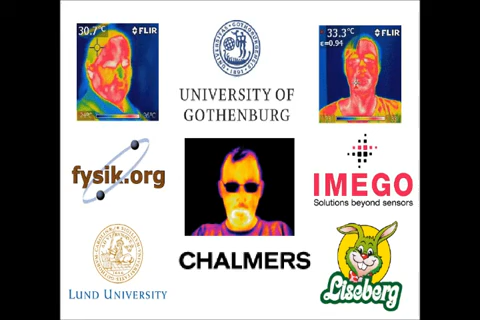 30.7°C
FLIR
33.3°C
FLIR
ε=0.94
1891
UNIVERSITY OF
GOTHENBURG
fysik.org
IMEGO
Solutions beyond sensors
LUND UNIVERSITY
CHALMERS
Liseberg